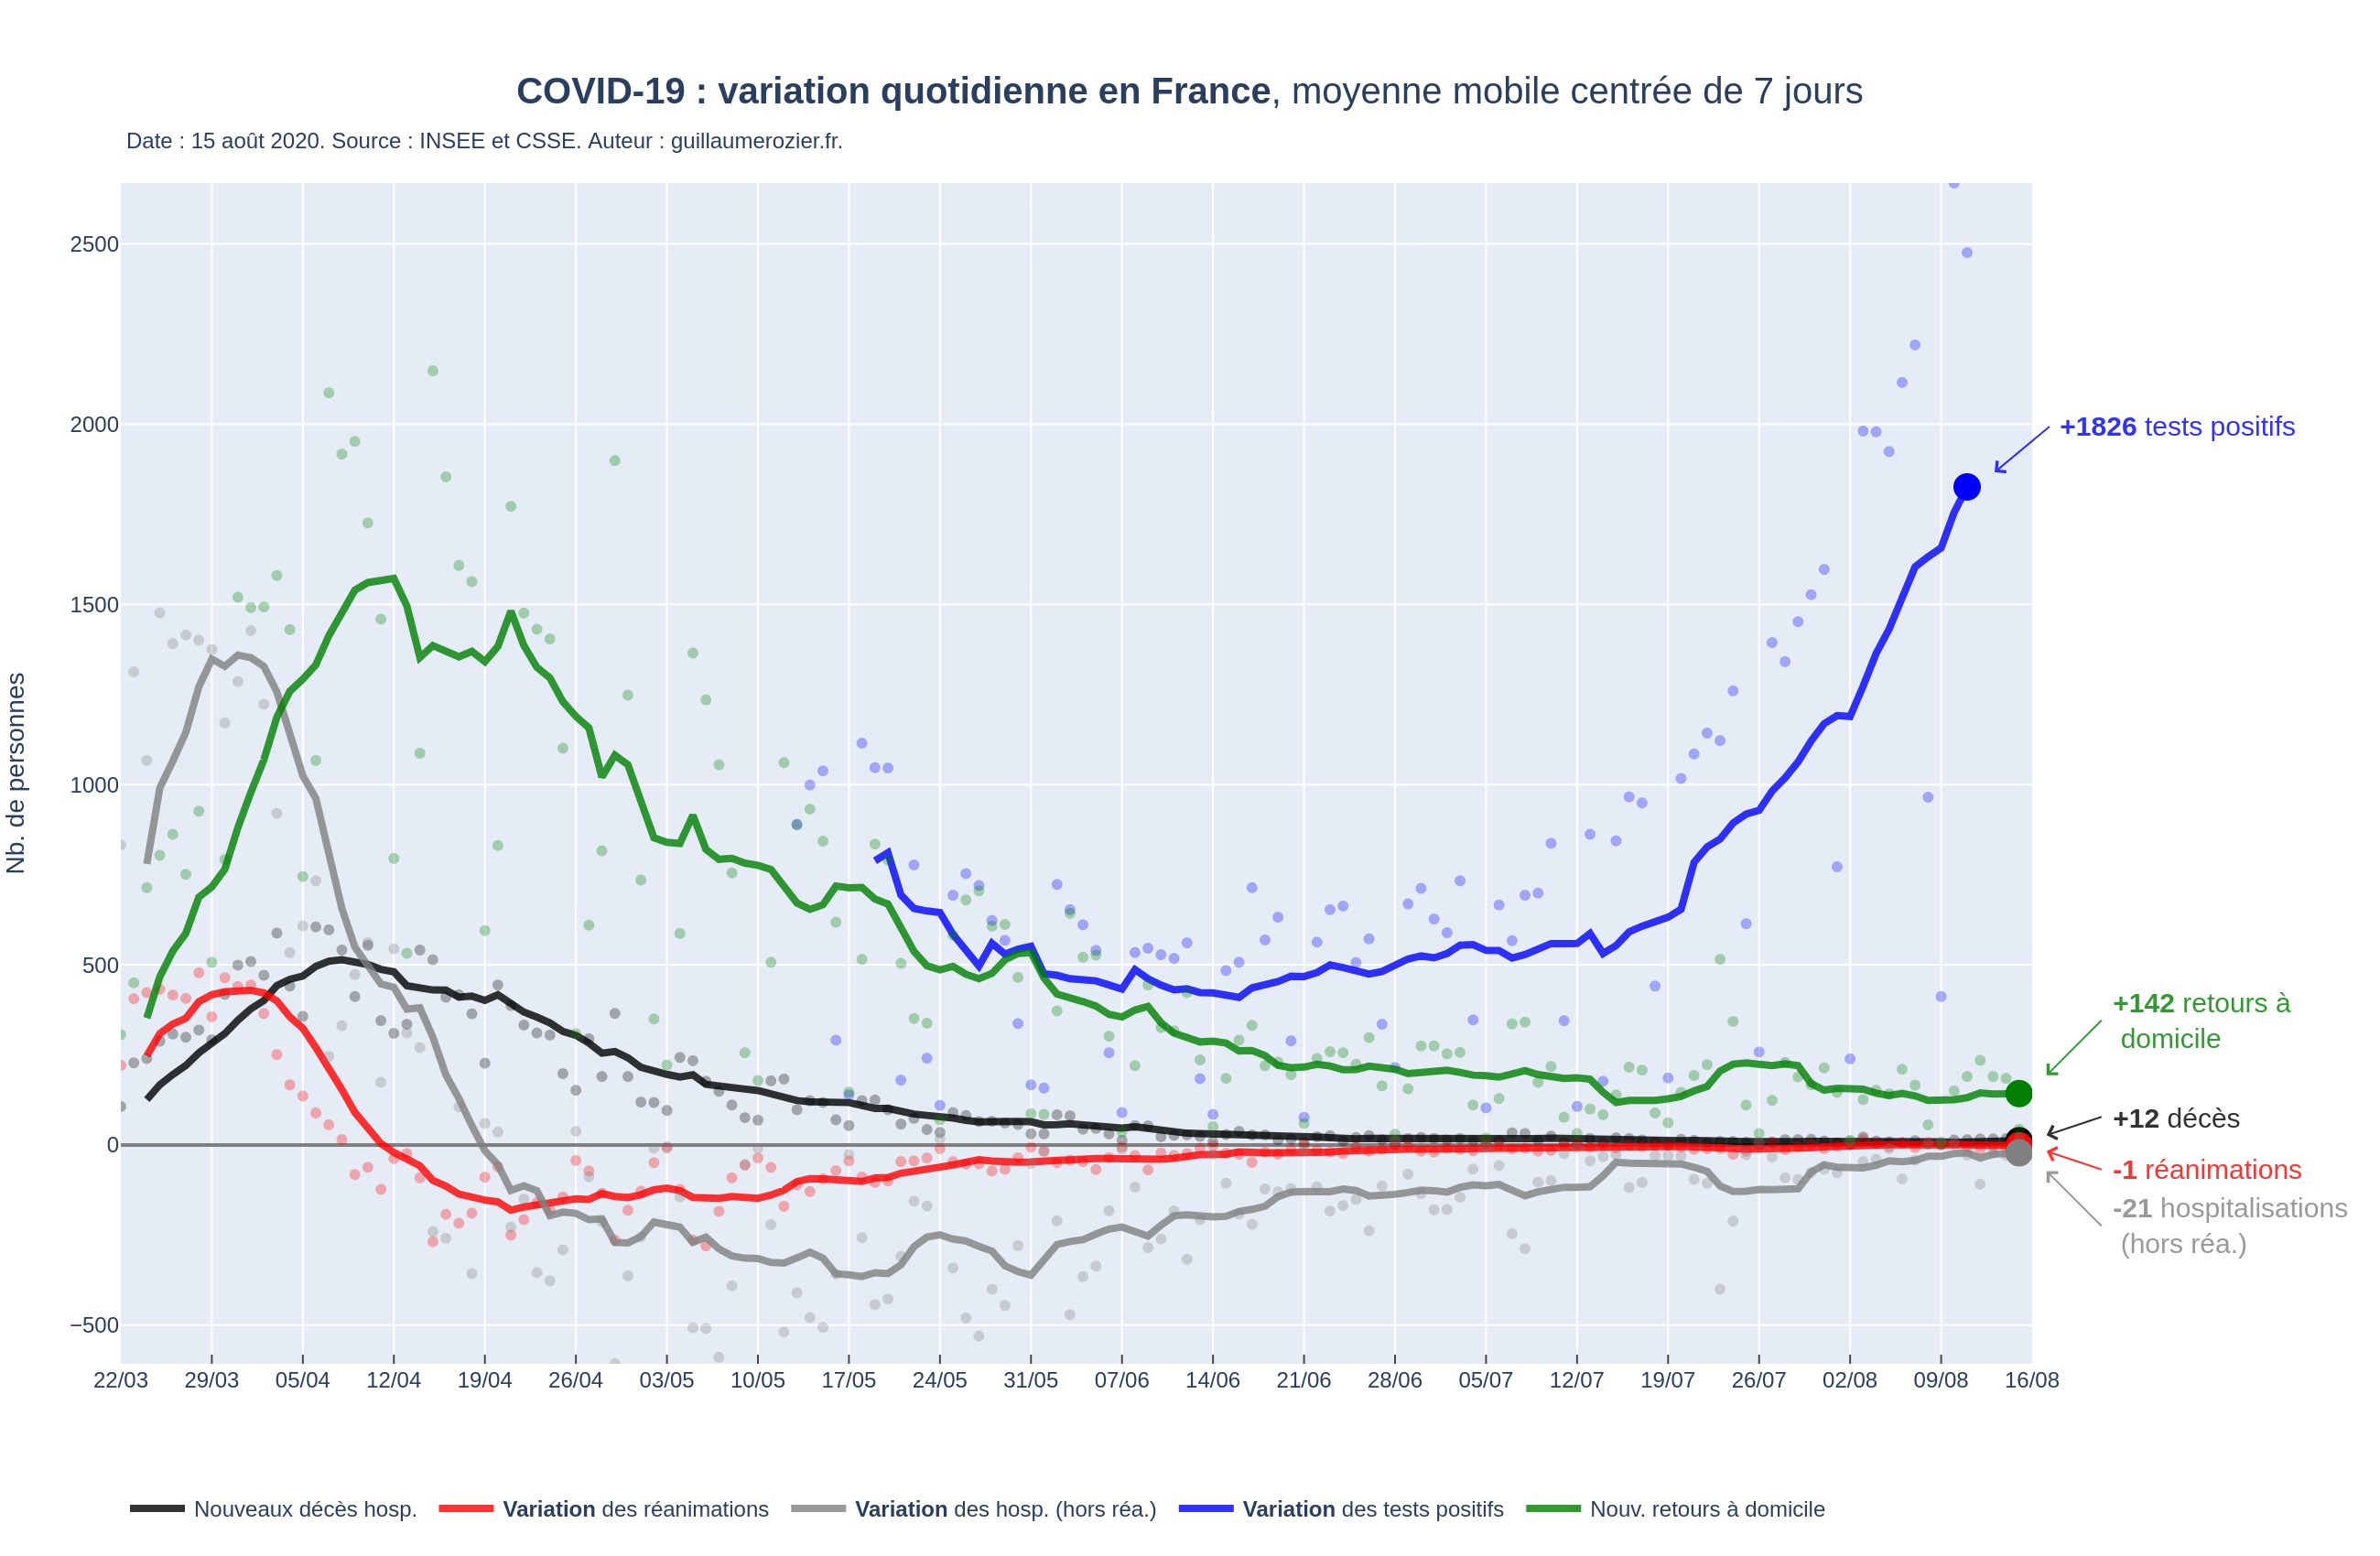 COVID-19 : variation quotidienne en France, moyenne mobile centrée de 7 jours
Date : 15 août 2020. Source : INSEE et CSSE. Auteur : guillaumerozier.fr.
Nb. de personnes
2500
2000
1500
1000
500
0
−500
22/03 29/03 05/04 12/04 19/04 26/04 03/05 10/05 17/05 24/05 31/05 07/06 14/06 21/06 28/06 05/07 12/07 19/07 26/07 02/08 09/08 16/08
+1826 tests positifs
+142 retours à
domicile
+12 décès
-1 réanimations
-21 hospitalisations
(hors réa.)
Nouveaux décès hosp. Variation des réanimations Variation des hosp. (hors réa.) Variation des tests positifs Nouv. retours à domicile